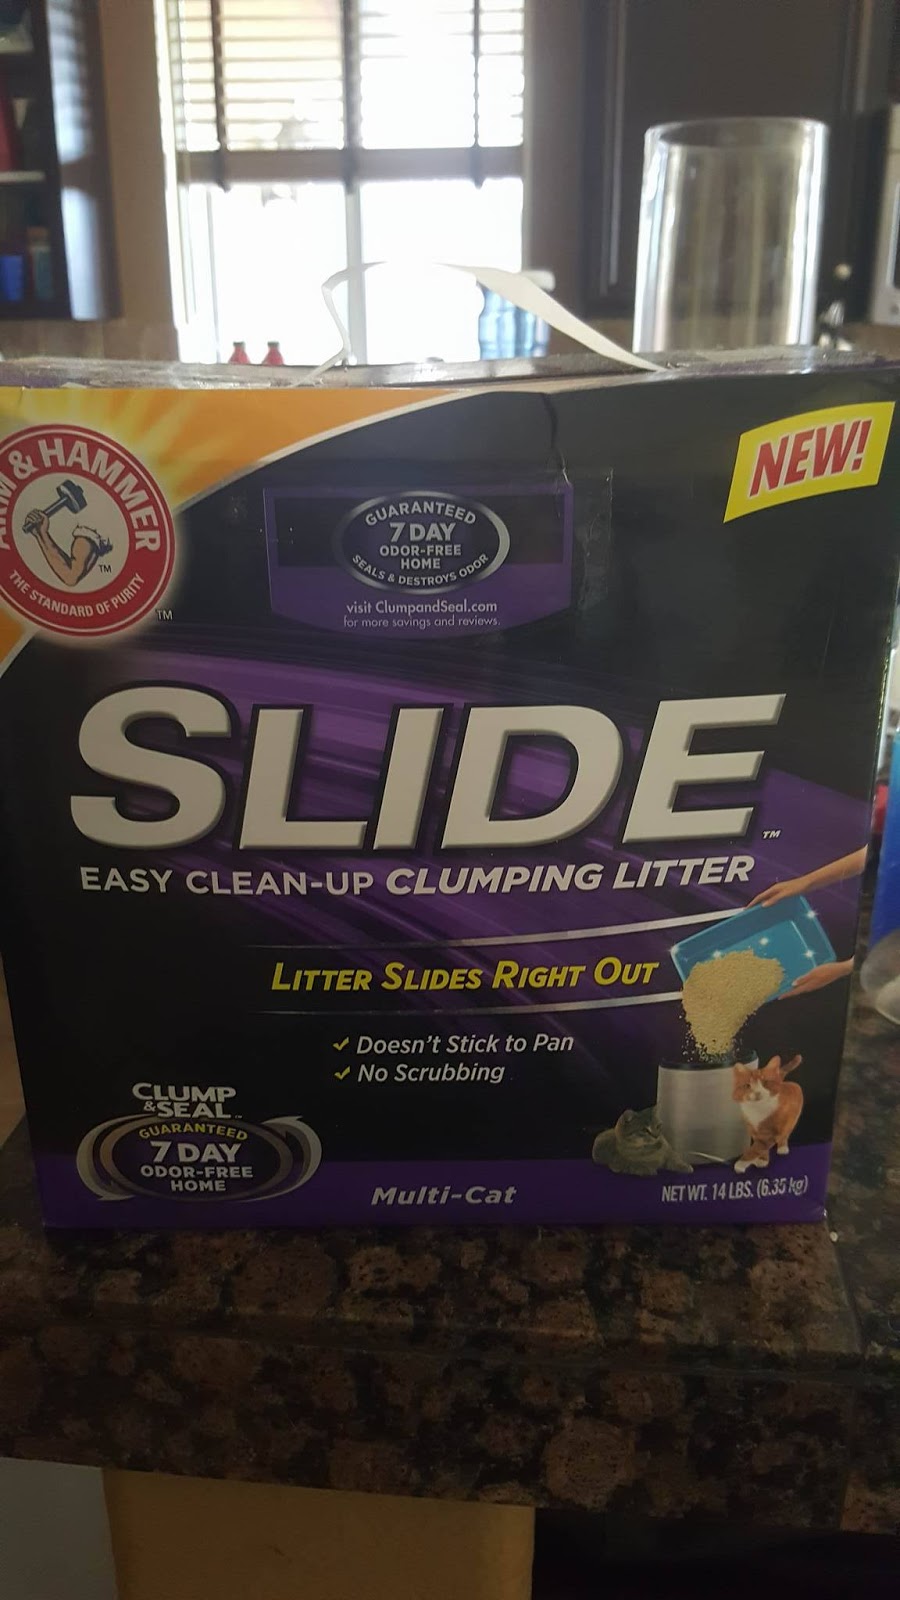 ARM & HAMMER
THE STANDARD OF PURITY
TM
TM
NEW!
GUARANTEED
7 DAY
ODOR-FREE
HOME
SEALS & DESTROYS ODOR
visit ClumpandSeal.com
for more savings and reviews.
SLIDE™
EASY CLEAN-UP CLUMPING LITTER
LITTER SLIDES RIGHT OUT
✓ Doesn't Stick to Pan
✓ No Scrubbing
CLUMP
& SEAL™
GUARANTEED
7 DAY
ODOR-FREE
HOME
Multi-Cat
NET WT. 14 LBS. (6.35 kg)